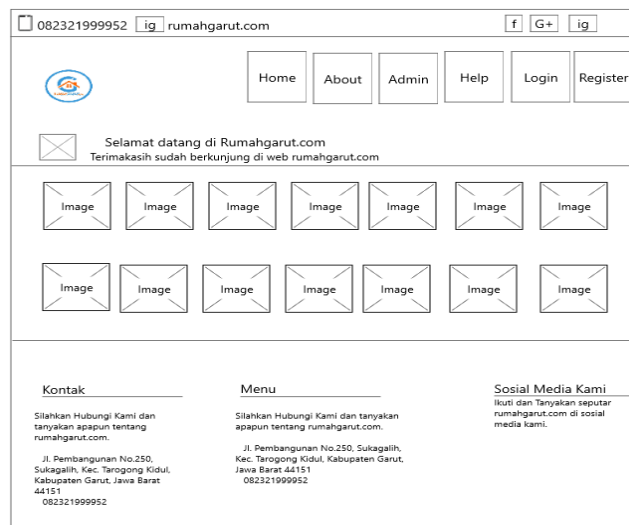 082321999952 ig rumahgarut.com f G+ ig
Home About Admin Help Login Register
Selamat datang di Rumahgarut.com
Terimakasih sudah berkunjung di web rumahgarut.com
Image Image Image Image Image Image Image
Image Image Image Image Image Image Image
Kontak
Silahkan Hubungi Kami dan
tanyakan apapun tentang
rumahgarut.com.
Jl. Pembangunan No.250,
Sukagalih, Kec. Tarogong Kidul,
Kabupaten Garut, Jawa Barat
44151
082321999952
Menu
Silahkan Hubungi Kami dan tanyakan
apapun tentang rumahgarut.com.
Jl. Pembangunan No.250, Sukagalih,
Kec. Tarogong Kidul, Kabupaten Garut,
Jawa Barat 44151
082321999952
Sosial Media Kami
Ikuti dan Tanyakan seputar
rumahgarut.com di sosial
media kami.